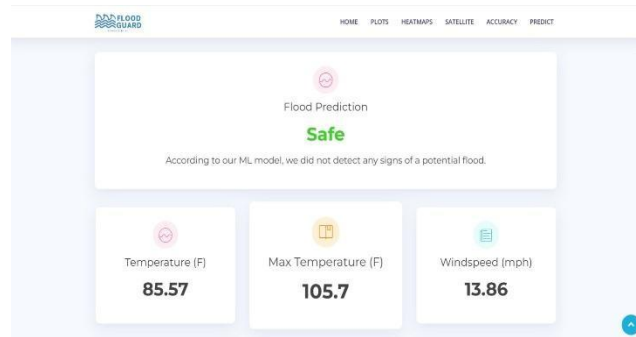 FLOOD
GUARD
HOME PLOTS HEATMAPS SATELLITE ACCURACY PREDICT
Flood Prediction
Safe
According to our ML model, we did not detect any signs of a potential flood.
Temperature (F)
85.57
Max Temperature (F)
105.7
Windspeed (mph)
13.86